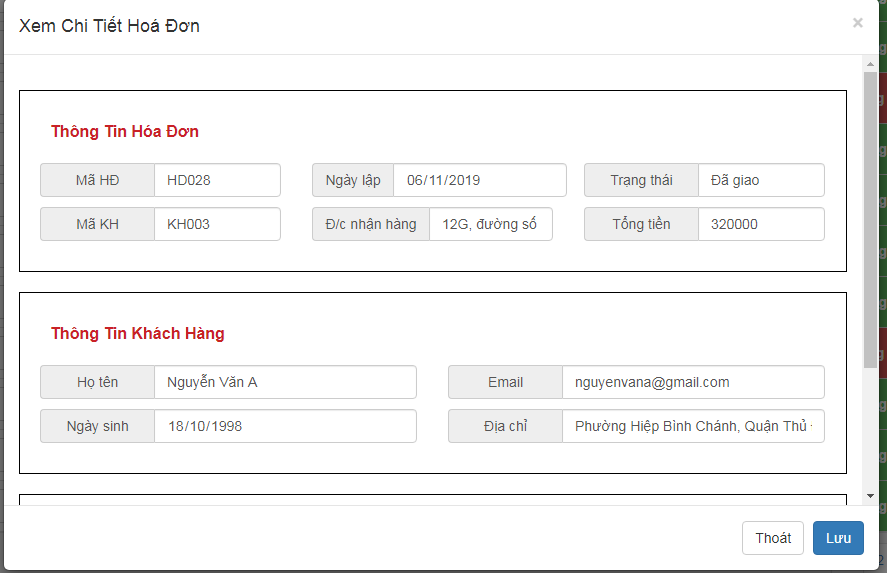 Xem Chi Tiết Hoá Đơn ×
Thông Tin Hóa Đơn
Mã HĐ HD028 Ngày lập 06/11/2019 Trạng thái Đã giao
Mã KH KH003 Đ/c nhận hàng 12G, đường số Tổng tiền 320000
Thông Tin Khách Hàng
Họ tên Nguyễn Văn A Email nguyenvana@gmail.com
Ngày sinh 18/10/1998 Địa chỉ Phường Hiệp Bình Chánh, Quận Thủ
Thoát Lưu